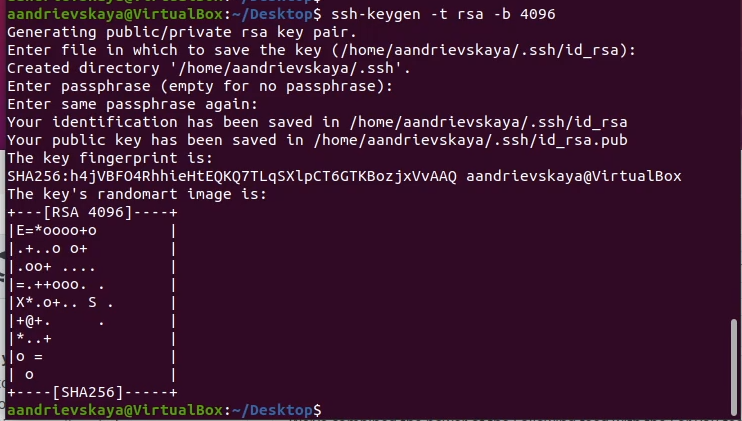 aandrievskaya@VirtualBox:~/Desktop$ ssh-keygen -t rsa -b 4096
Generating public/private rsa key pair.
Enter file in which to save the key (/home/aandrievskaya/.ssh/id_rsa):
Created directory '/home/aandrievskaya/.ssh'.
Enter passphrase (empty for no passphrase):
Enter same passphrase again:
Your identification has been saved in /home/aandrievskaya/.ssh/id_rsa
Your public key has been saved in /home/aandrievskaya/.ssh/id_rsa.pub
The key fingerprint is:
SHA256:h4jVBFO4RhhieHtEQKQ7TLqSXlpCT6GTKBozjxVvAAQ aandrievskaya@VirtualBox
The key's randomart image is:
+---[RSA 4096]----+
|E=*oooo+o        |
|.+..o o+         |
|.oo+ ....        |
|=.++ooo. .       |
|X*.o+.. S .      |
|+@+.     .       |
|*..+             |
|o =              |
| o               |
+----[SHA256]-----+
aandrievskaya@VirtualBox:~/Desktop$